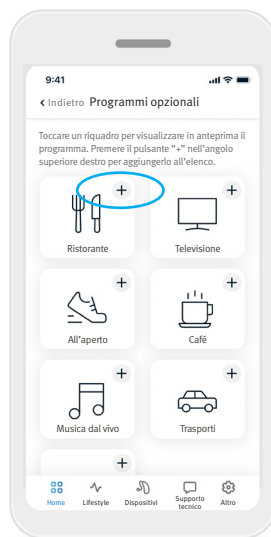 9:41
Indietro Programmi opzionali
Toccare un riquadro per visualizzare in anteprima il
programma. Premere il pulsante “+” nell’angolo
superiore destro per aggiungerlo all’elenco.
+ +
Ristorante Televisione
+ +
All’aperto Café
+ +
Musica dal vivo Trasporti
+
Home Lifestyle Dispositivi Supporto tecnico Altro